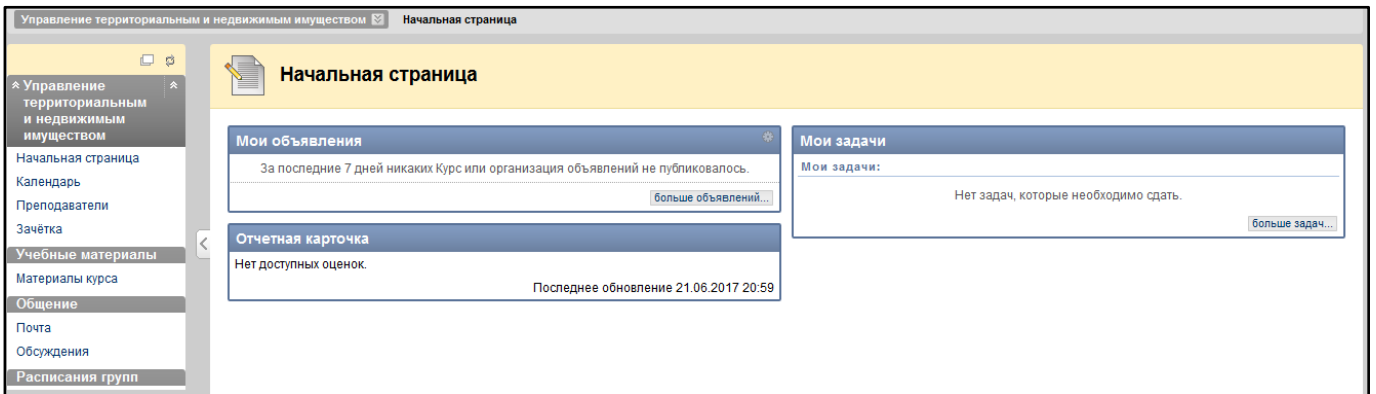 Управление территориальным и недвижимым имуществом Начальная страница
Управление
территориальным
и недвижимым
имуществом
Начальная страница
Календарь
Преподаватели
Зачётка
Учебные материалы
Материалы курса
Общение
Почта
Обсуждения
Расписания групп
Начальная страница
Мои объявления
За последние 7 дней никаких Курс или организация объявлений не публиковалось.
больше объявлений...
Отчетная карточка
Нет доступных оценок.
Последнее обновление 21.06.2017 20:59
Мои задачи
Мои задачи:
Нет задач, которые необходимо сдать.
больше задач...